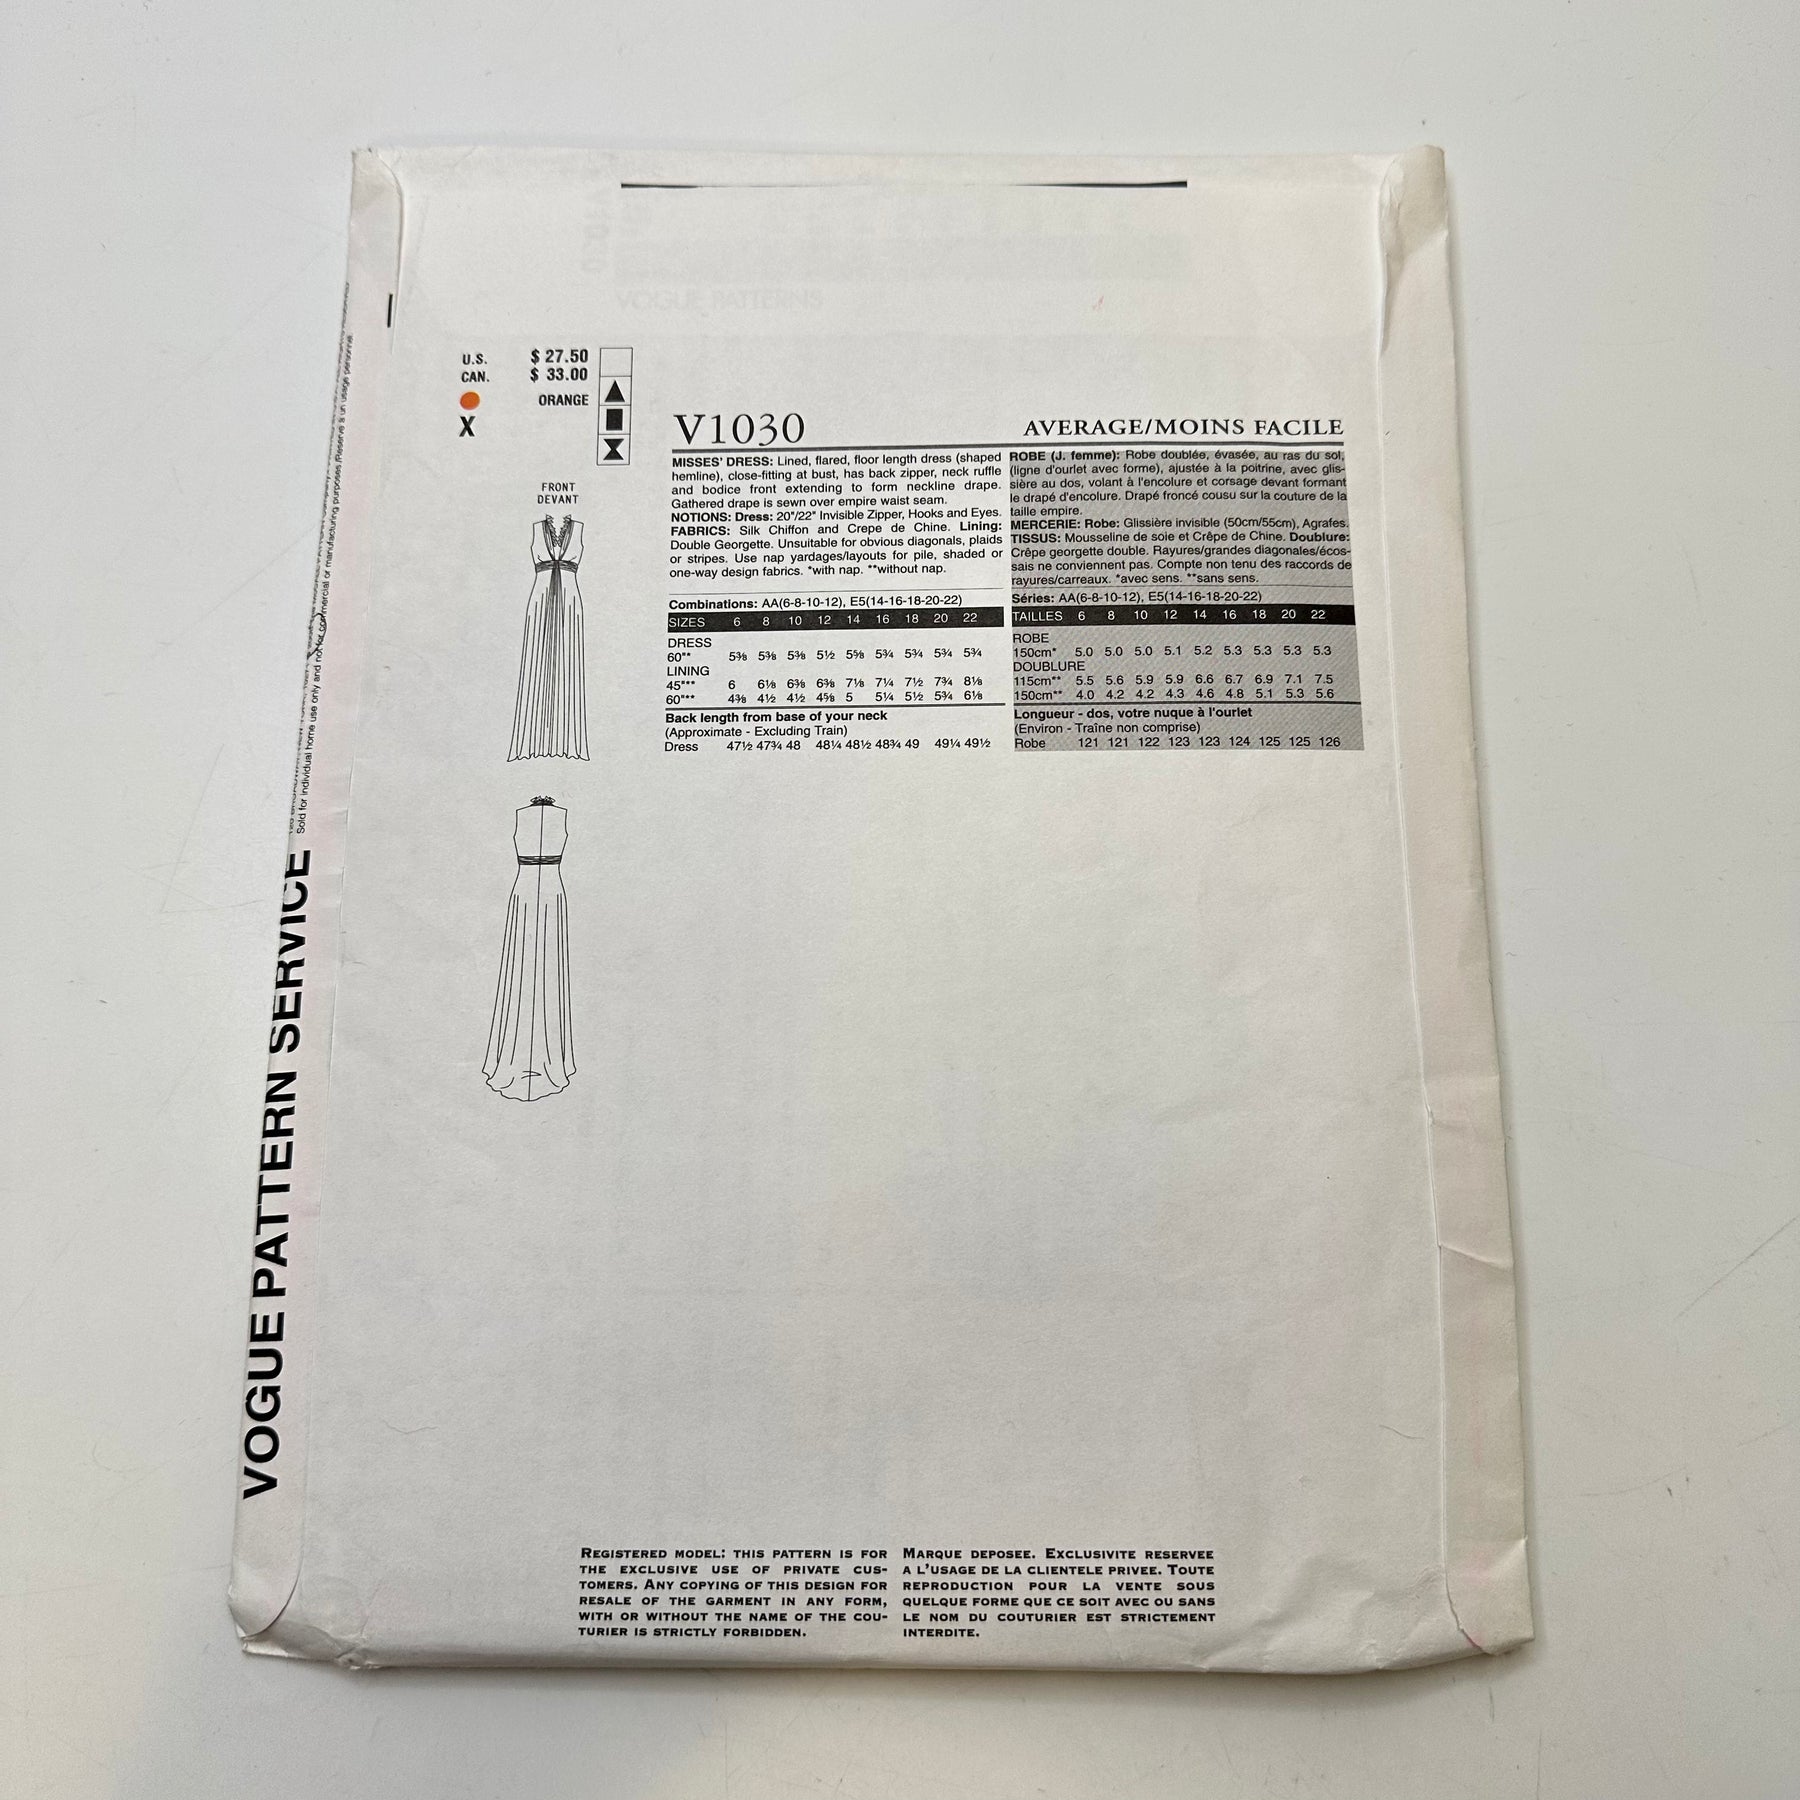 U.S. $ 27.50
CAN. $ 33.00
ORANGE
X
FRONT
DEVANT
V1030
AVERAGE/MOINS FACILE
MISSES' DRESS: Lined, flared, floor length dress (shaped
hemline), close-fitting at bust, has back zipper, neck ruffle
and bodice front extending to form neckline drape.
Gathered drape is sewn over empire waist seam.
NOTIONS: Dress: 20"/22" Invisible Zipper, Hooks and Eyes.
FABRICS: Silk Chiffon and Crepe de Chine. Lining:
Double Georgette. Unsuitable for obvious diagonals, plaids
or stripes. Use nap yardages/layouts for pile, shaded or
one-way design fabrics. *with nap. **without nap.
Combinations: AA(6-8-10-12), E5(14-16-18-20-22)
SIZES 6 8 10 12 14 16 18 20 22
DRESS
60"* 5⅜ 5⅜ 5⅜ 5½ 5⅝ 5¾ 5¾ 5¾ 5¾
LINING
45"** 6 6⅛ 6⅜ 6⅜ 7⅛ 7¼ 7½ 7¾ 8⅛
60"** 4⅜ 4½ 4½ 4⅝ 5 5¼ 5½ 5¾ 6⅛
Back length from base of your neck
(Approximate - Excluding Train)
Dress 47½ 47¾ 48 48¼ 48½ 48¾ 49 49¼ 49½
ROBE (J. femme): Robe doublée, évasée, au ras du sol,
(ligne d'ourlet avec forme), ajustée à la poitrine, avec glis-
sière au dos, volant à l'encolure et corsage devant formant
le drapé d'encolure. Drapé froncé cousu sur la couture de la
taille empire.
MERCERIE: Robe: Glissière invisible (50cm/55cm), Agrafes.
TISSUS: Mousseline de soie et Crêpe de Chine. Doublure:
Crêpe georgette double. Rayures/grandes diagonales/écos-
sais ne conviennent pas. Compte non tenu des raccords de
rayures/carreaux. *avec sens. **sans sens.
Séries: AA(6-8-10-12), E5(14-16-18-20-22)
TAILLES 6 8 10 12 14 16 18 20 22
ROBE
150cm* 5.0 5.0 5.0 5.1 5.2 5.3 5.3 5.3 5.3
DOUBLURE
115cm** 5.5 5.6 5.9 5.9 6.6 6.7 6.9 7.1 7.5
150cm** 4.0 4.2 4.2 4.3 4.6 4.8 5.1 5.3 5.6
Longueur - dos, votre nuque à l'ourlet
(Environ - Traîne non comprise)
Robe 121 121 122 123 123 124 125 125 126
VOGUE PATTERN SERVICE
Sold for individual home use only and not for commercial or manufacturing purposes /Réservé à un usage personnel.
VOGUE PATTERNS
REGISTERED MODEL: THIS PATTERN IS FOR
THE EXCLUSIVE USE OF PRIVATE CUS-
TOMERS. ANY COPYING OF THIS DESIGN FOR
RESALE OF THE GARMENT IN ANY FORM,
WITH OR WITHOUT THE NAME OF THE COU-
TURIER IS STRICTLY FORBIDDEN.
MARQUE DEPOSEE. EXCLUSIVITE RESERVEE
A L'USAGE DE LA CLIENTELE PRIVEE. TOUTE
REPRODUCTION POUR LA VENTE SOUS
QUELQUE FORME QUE CE SOIT AVEC OU SANS
LE NOM DU COUTURIER EST STRICTEMENT
INTERDITE.